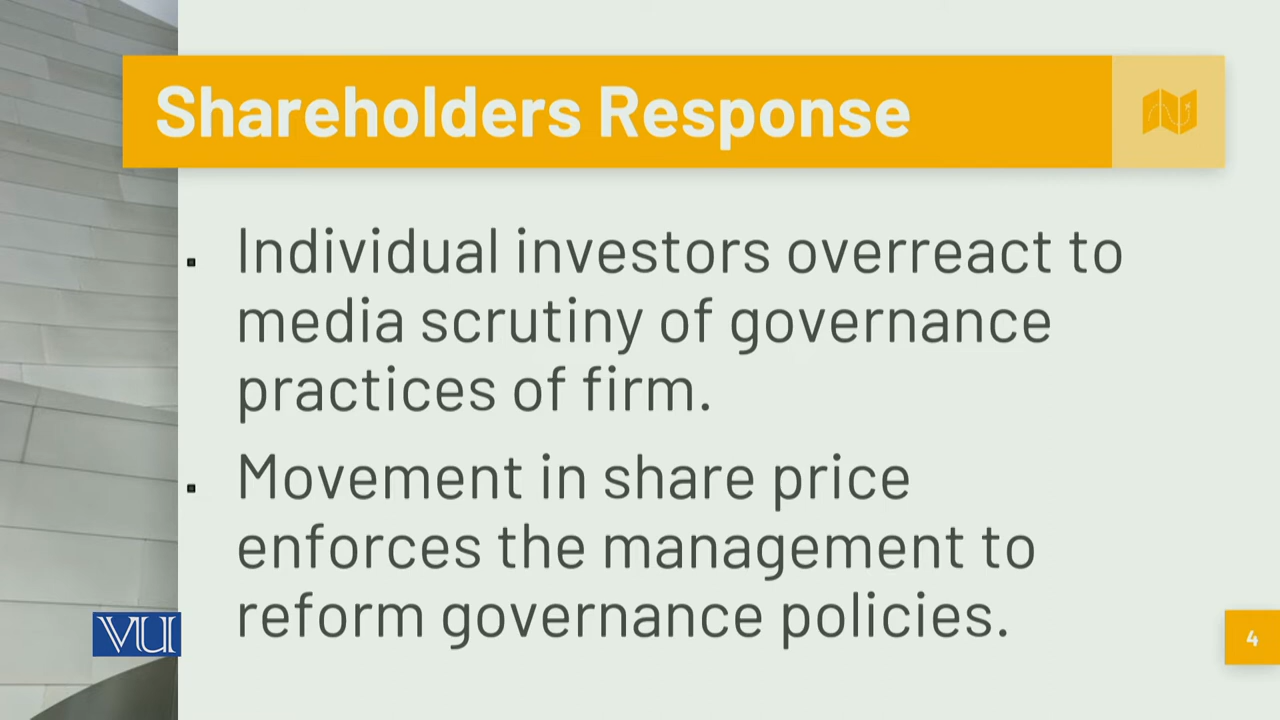 Shareholders Response
▪ Individual investors overreact to
media scrutiny of governance
practices of firm.
▪ Movement in share price
enforces the management to
reform governance policies.
VU
4